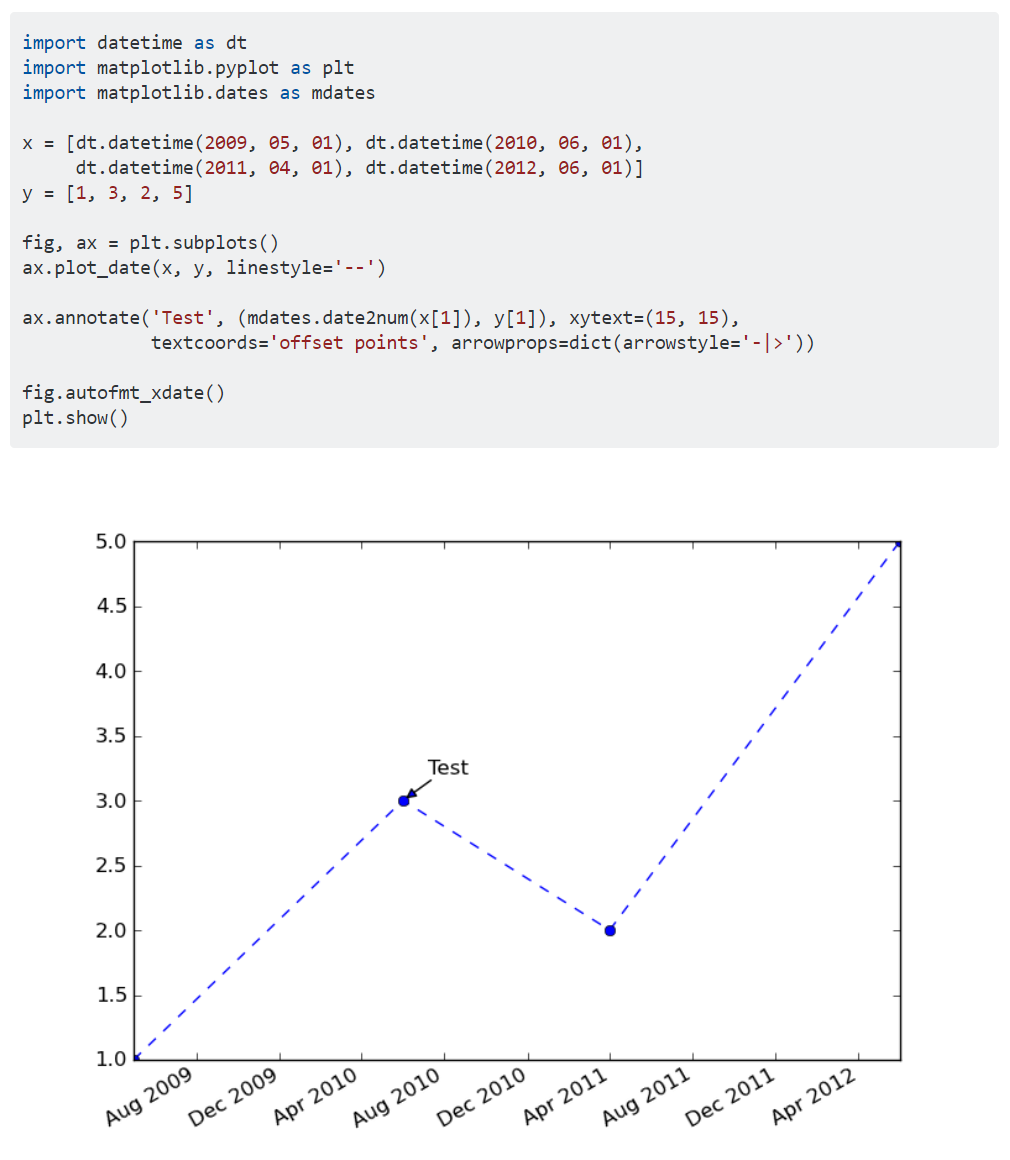 import datetime as dt
import matplotlib.pyplot as plt
import matplotlib.dates as mdates
x = [dt.datetime(2009, 05, 01), dt.datetime(2010, 06, 01),
     dt.datetime(2011, 04, 01), dt.datetime(2012, 06, 01)]
y = [1, 3, 2, 5]
fig, ax = plt.subplots()
ax.plot_date(x, y, linestyle='--')
ax.annotate('Test', (mdates.date2num(x[1]), y[1]), xytext=(15, 15),
            textcoords='offset points', arrowprops=dict(arrowstyle='-|>'))
fig.autofmt_xdate()
plt.show()
5.0
4.5
4.0
3.5
Test
3.0
2.5
2.0
1.5
1.0
Aug 2009 Dec 2009 Apr 2010 Aug 2010 Dec 2010 Apr 2011 Aug 2011 Dec 2011 Apr 2012